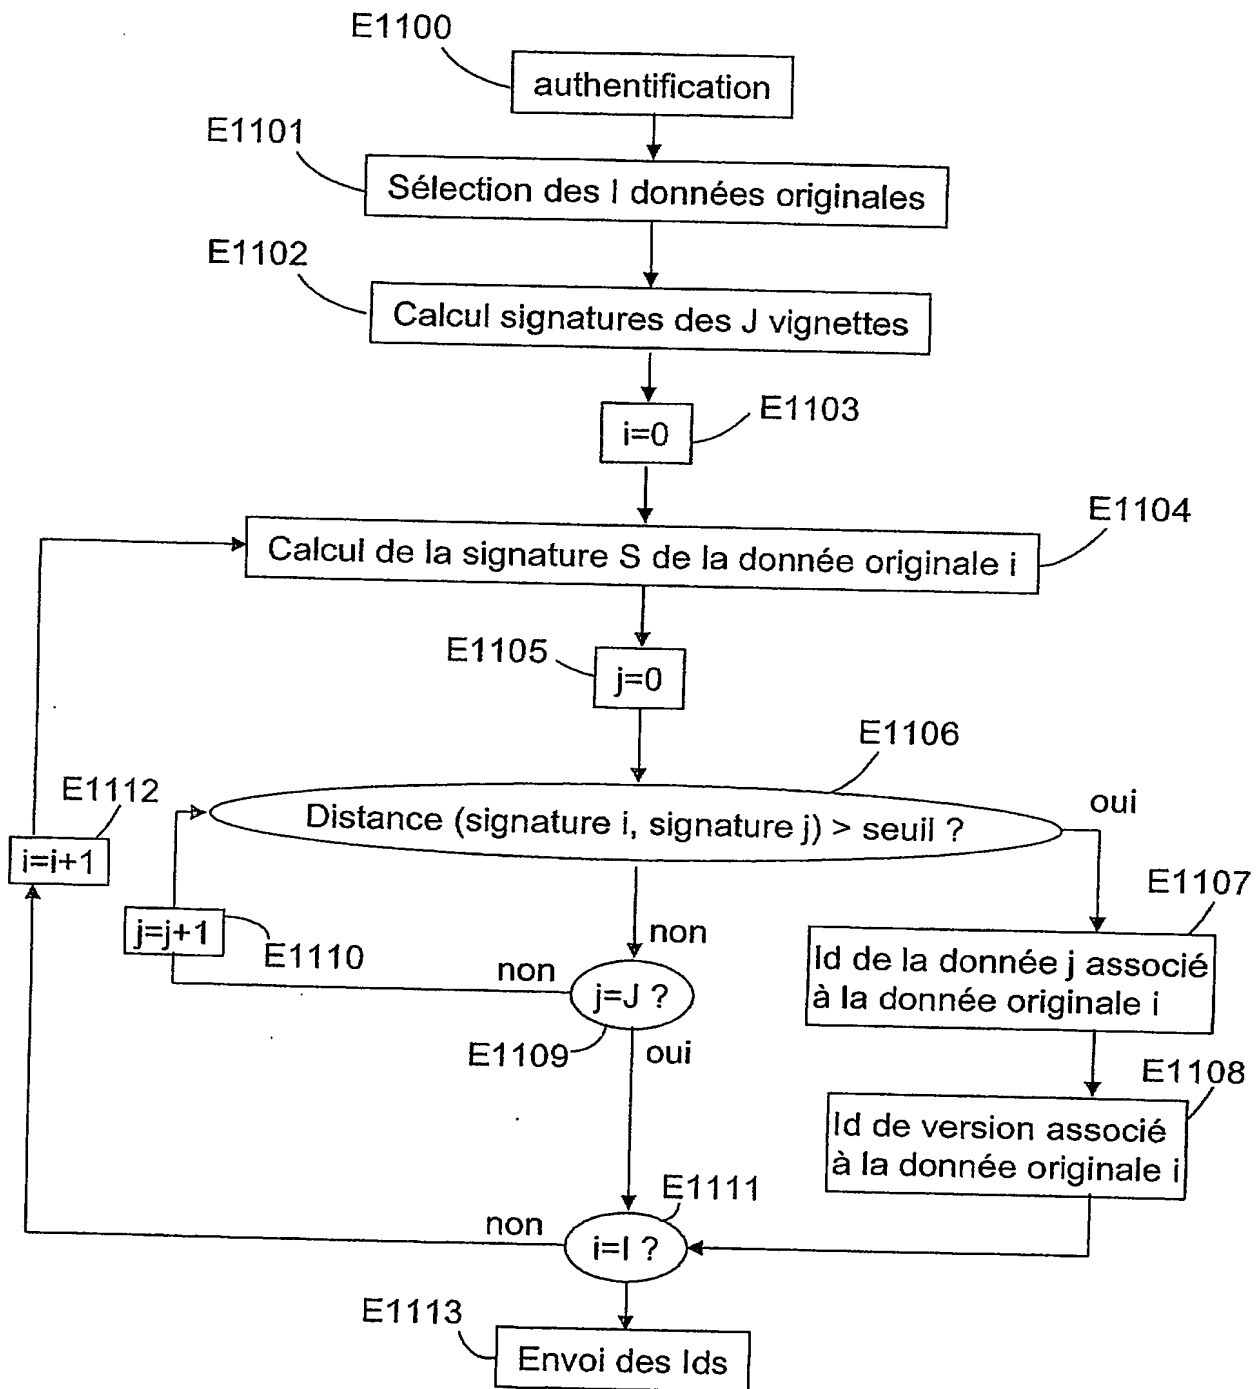 E1100
authentification
E1101
Sélection des I données originales
E1102
Calcul signatures des J vignettes
E1103
i=0
E1104
Calcul de la signature S de la donnée originale i
E1105
j=0
E1106
Distance (signature i, signature j) > seuil ?
oui
E1112
i=i+1
E1107
j=j+1
E1110
non
non
Id de la donnée j associé
à la donnée originale i
j=J ?
E1109
oui
E1108
Id de version associé
à la donnée originale i
E1111
non
i=I ?
E1113
Envoi des Ids